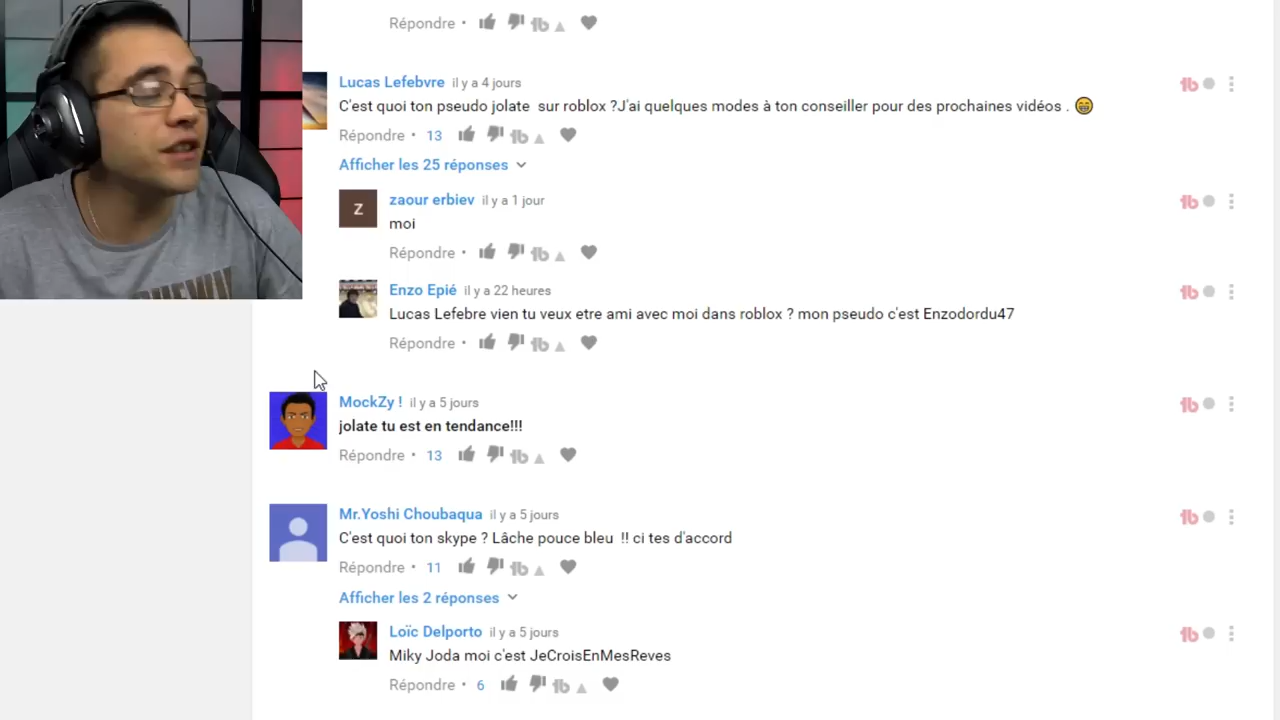 Répondre •
Lucas Lefebvre il y a 4 jours
C'est quoi ton pseudo jolate sur roblox ?J'ai quelques modes à ton conseiller pour des prochaines vidéos . 😁
Répondre • 13
Afficher les 25 réponses
Z
zaour erbiev il y a 1 jour
moi
Répondre •
Enzo Epié il y a 22 heures
Lucas Lefebre vien tu veux etre ami avec moi dans roblox ? mon pseudo c'est Enzodordu47
Répondre •
MockZy ! il y a 5 jours
jolate tu est en tendance!!!
Répondre • 13
Mr.Yoshi Choubaqua il y a 5 jours
C'est quoi ton skype ? Lâche pouce bleu !! ci tes d'accord
Répondre • 11
Afficher les 2 réponses
Loïc Delporto il y a 5 jours
Miky Joda moi c'est JeCroisEnMesReves
Répondre • 6